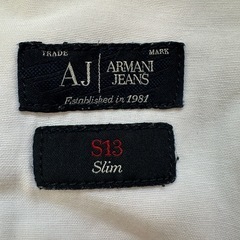 TRADE MARK
AJ | ARMANI
JEANS
Established in 1981
S13
Slim